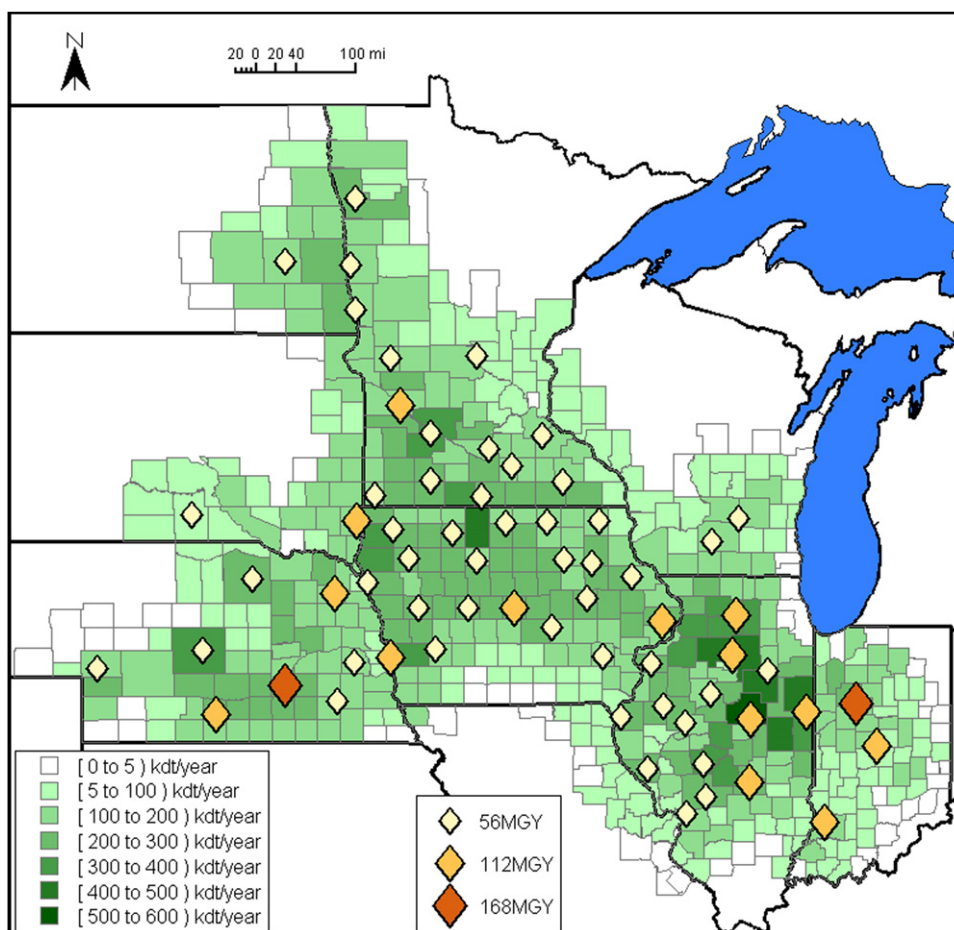 N
20 0 20 40 100 mi
[ 0 to 5 ) kdt/year
[ 5 to 100 ) kdt/year
[ 100 to 200 ) kdt/year
[ 200 to 300 ) kdt/year
[ 300 to 400 ) kdt/year
[ 400 to 500 ) kdt/year
[ 500 to 600 ) kdt/year
56MGY
112MGY
168MGY